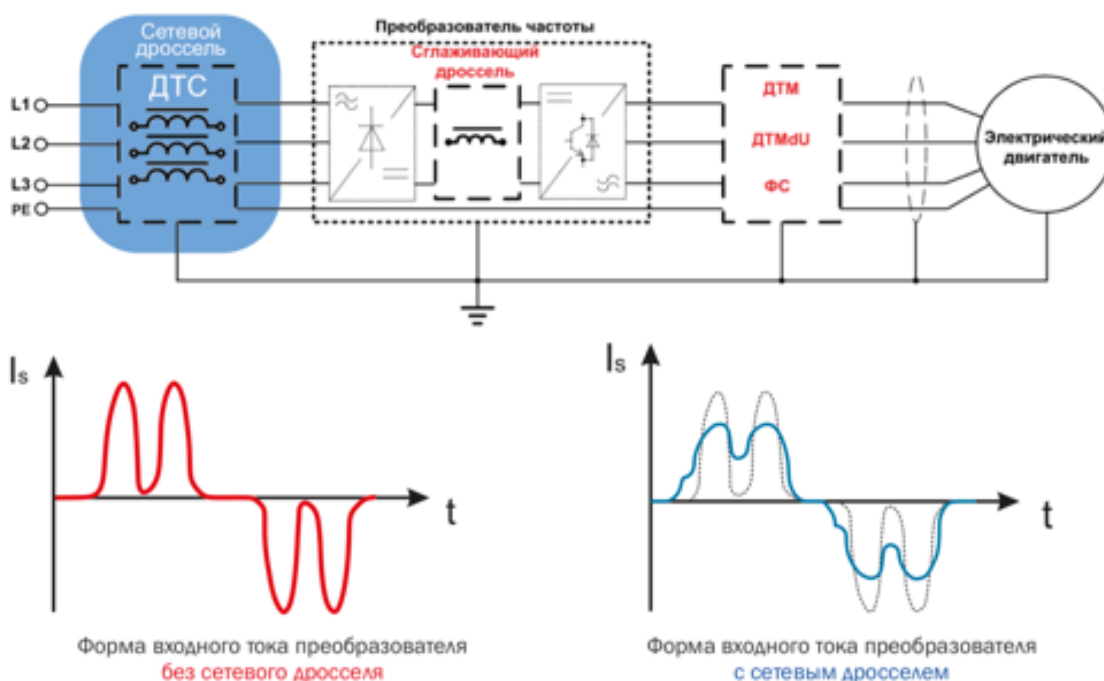 Сетевой
дроссель
ДТС
L1
L2
L3
PE
Преобразователь частоты
Сглаживающий
дроссель
ДТМ
ДТМdU
ФС
Электрический
двигатель
Is
t
Форма входного тока преобразователя
без сетевого дросселя
Is
t
Форма входного тока преобразователя
с сетевым дросселем